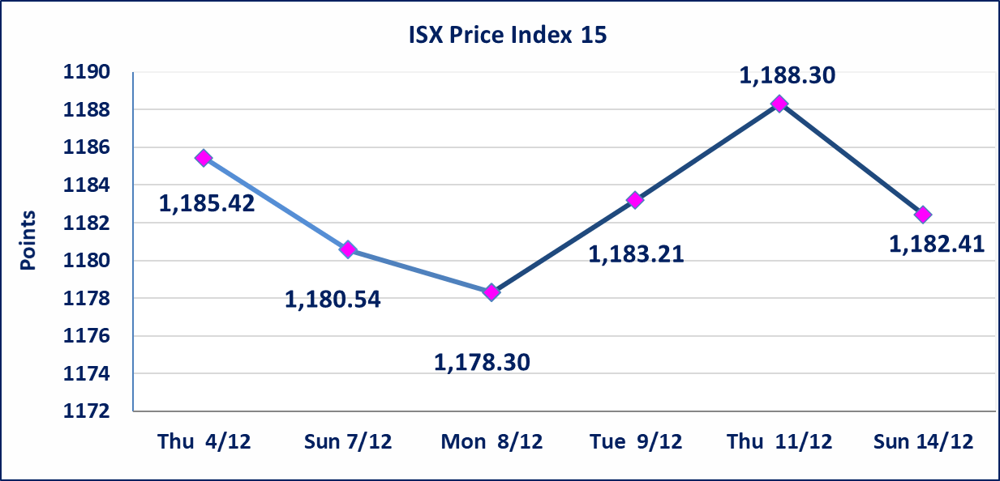 ISX Price Index 15
Points
1190
1188
1186
1184
1182
1180
1178
1176
1174
1172
1,185.42
1,180.54
1,178.30
1,183.21
1,188.30
1,182.41
Thu  4/12
Sun 7/12
Mon  8/12
Tue  9/12
Thu  11/12
Sun 14/12